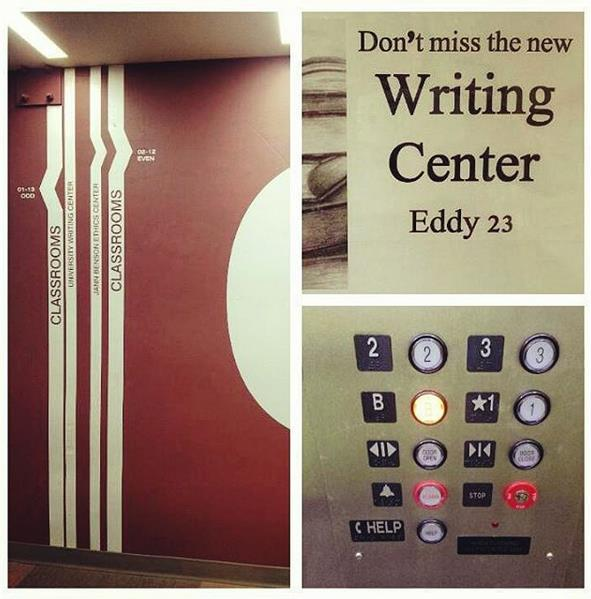 01-13
ODD
CLASSROOMS
UNIVERSITY WRITING CENTER
JANN BENSON ETHICS CENTER
CLASSROOMS
02-12
EVEN
Don't miss the new
Writing
Center
Eddy 23
2 2 3 3
B B ★1 1
DOOR OPEN DOOR CLOSE
ALARM STOP
HELP HELP